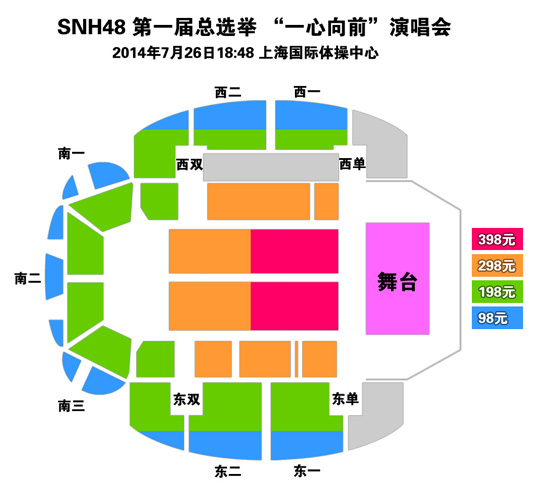 SNH48 第一届总选举 “一心向前”演唱会
2014年7月26日18:48 上海国际体操中心
西二
西一
南一
西双
西单
398元
298元
198元
98元
南二
舞台
东双
东单
南三
东二
东一